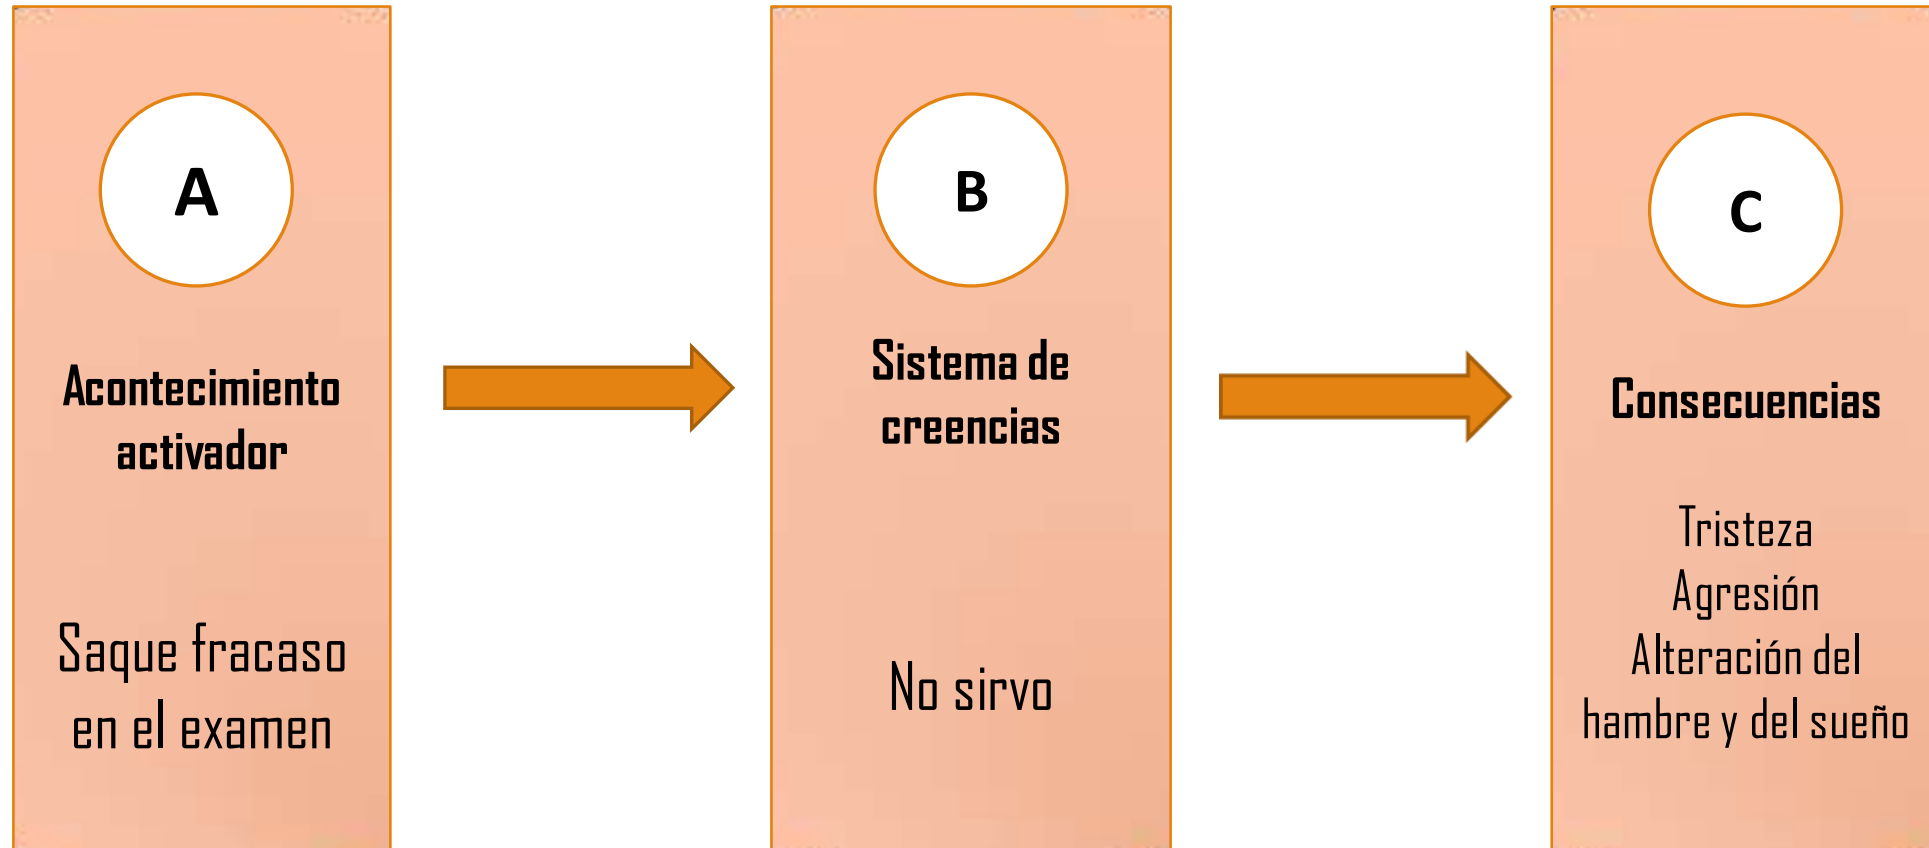 A
Acontecimiento
activador
Saque fracaso
en el examen
B
Sistema de
creencias
No sirvo
C
Consecuencias
Tristeza
Agresión
Alteración del
hambre y del sueño